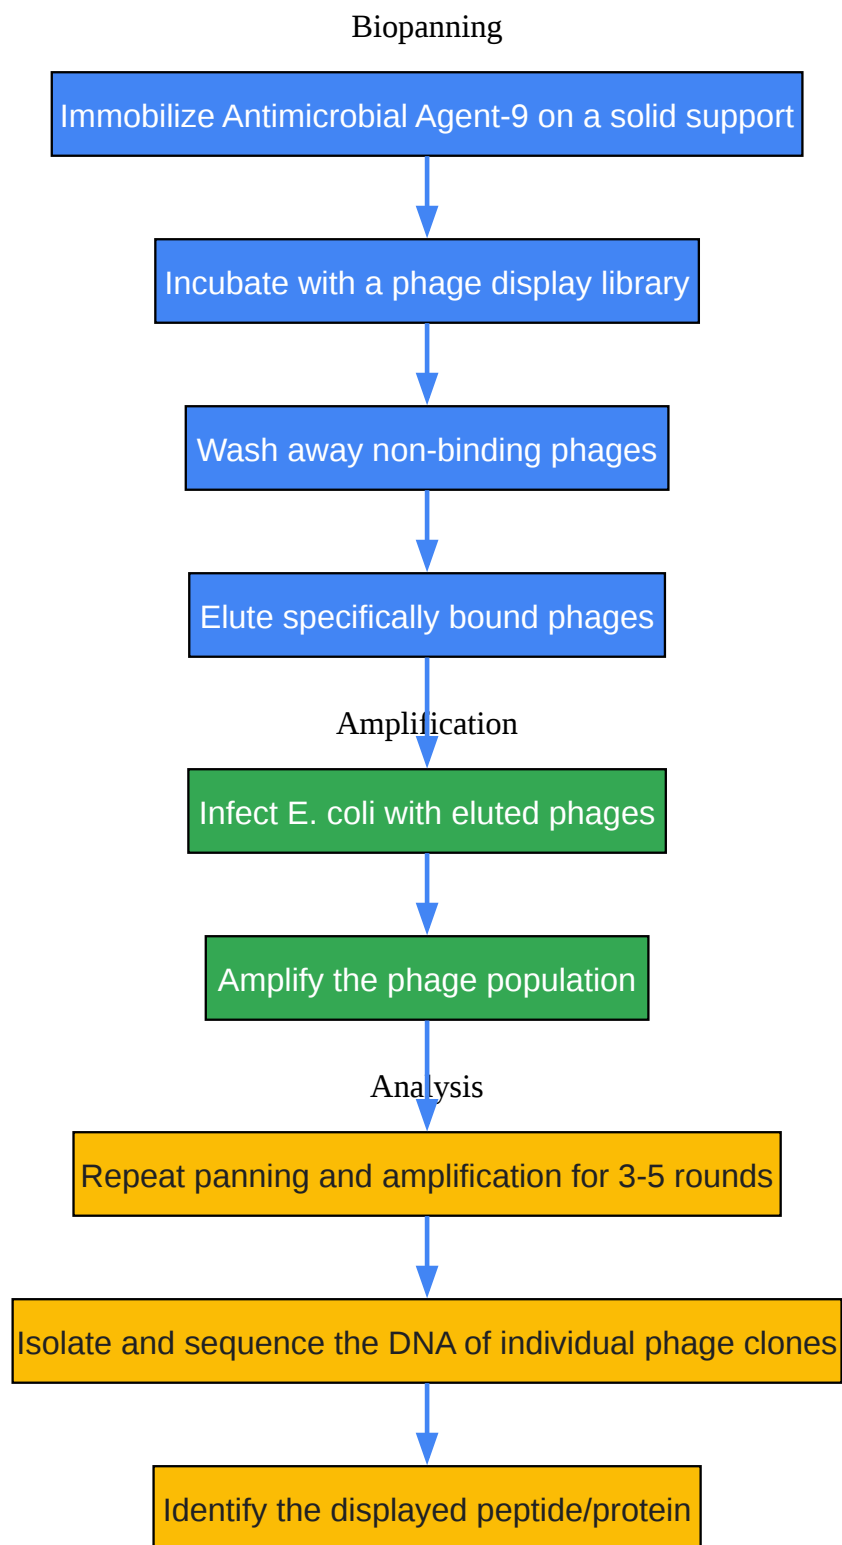 Biopanning
Immobilize Antimicrobial Agent-9 on a solid support
Incubate with a phage display library
Wash away non-binding phages
Elute specifically bound phages
Amplification
Infect E. coli with eluted phages
Amplify the phage population
Analysis
Repeat panning and amplification for 3-5 rounds
Isolate and sequence the DNA of individual phage clones
Identify the displayed peptide/protein